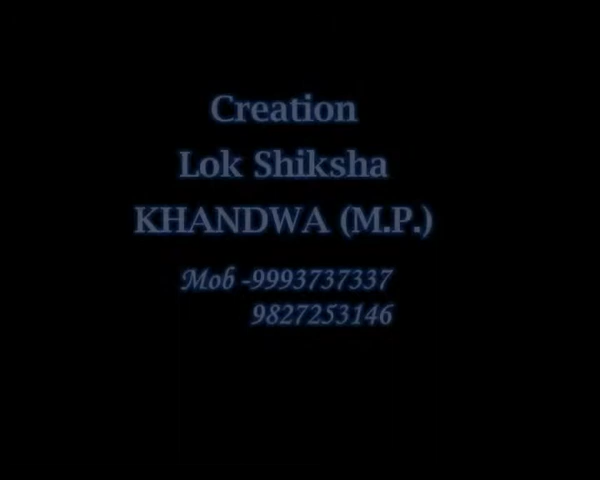 Creation
Lok Shiksha
KHANDWA (M.P.)
Mob -9993737337
9827253146